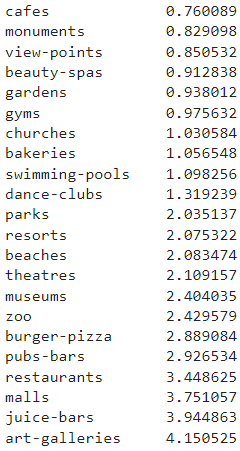 cafes 0.760089
monuments 0.829098
view-points 0.850532
beauty-spas 0.912838
gardens 0.938012
gyms 0.975632
churches 1.030584
bakeries 1.056548
swimming-pools 1.098256
dance-clubs 1.319239
parks 2.035137
resorts 2.075322
beaches 2.083474
theatres 2.109157
museums 2.404035
zoo 2.429579
burger-pizza 2.889084
pubs-bars 2.926534
restaurants 3.448625
malls 3.751057
juice-bars 3.944863
art-galleries 4.150525